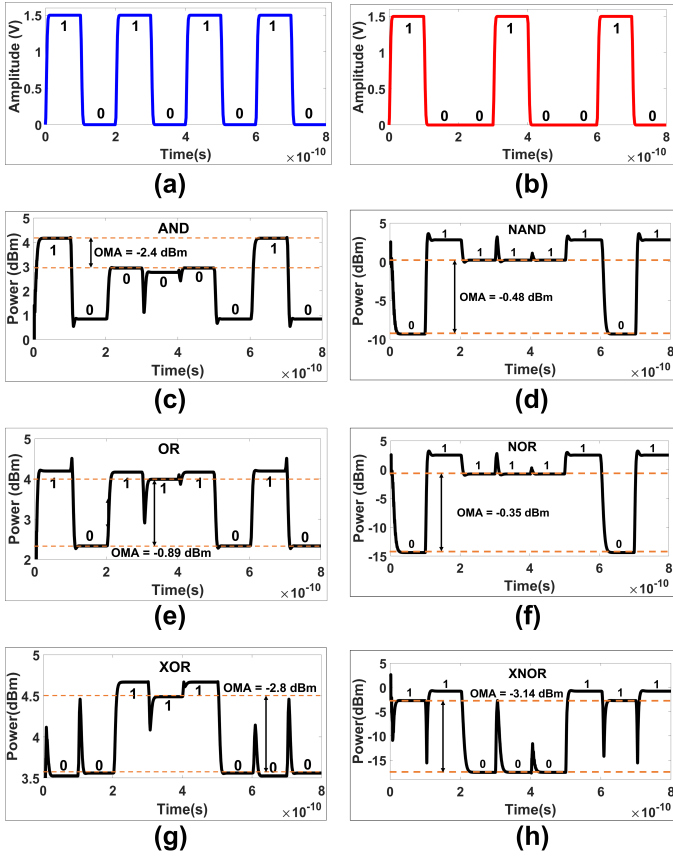 1.5
1
0.5
0
Amplitude (V)
1 1 1 1
0 0 0 0
0 2 4 6 8
Time(s)
×10⁻¹⁰
(a)
1.5
1
0.5
0
Amplitude (V)
1 1 1
0 0 0 0 0
0 2 4 6 8
Time(s)
×10⁻¹⁰
(b)
AND
5
4
3
2
1
0
Power (dBm)
OMA = -2.4 dBm
1 1
0 0 0 0 0 0
0 2 4 6 8
Time(s)
×10⁻¹⁰
(c)
NAND
5
0
-5
-10
Power (dBm)
1 1 1 1 1 1
OMA = -0.48 dBm
0 0
0 2 4 6 8
Time(s)
×10⁻¹⁰
(d)
OR
5
4
3
2
Power (dBm)
1 1 1 1 1
0 0 0
OMA = -0.89 dBm
0 2 4 6 8
Time(s)
×10⁻¹⁰
(e)
NOR
5
0
-5
-10
-15
Power (dBm)
1 1 1 1 1 1
OMA = -0.35 dBm
0 0
0 2 4 6 8
Time(s)
×10⁻¹⁰
(f)
XOR
5
4.5
4
3.5
Power(dBm)
OMA = -2.8 dBm
1 1 1
0 0 0 0 0
0 2 4 6 8
Time(s)
×10⁻¹⁰
(g)
XNOR
5
0
-5
-10
-15
Power(dBm)
1 1 1 1 1
OMA = -3.14 dBm
0 0 0
0 2 4 6 8
Time(s)
×10⁻¹⁰
(h)